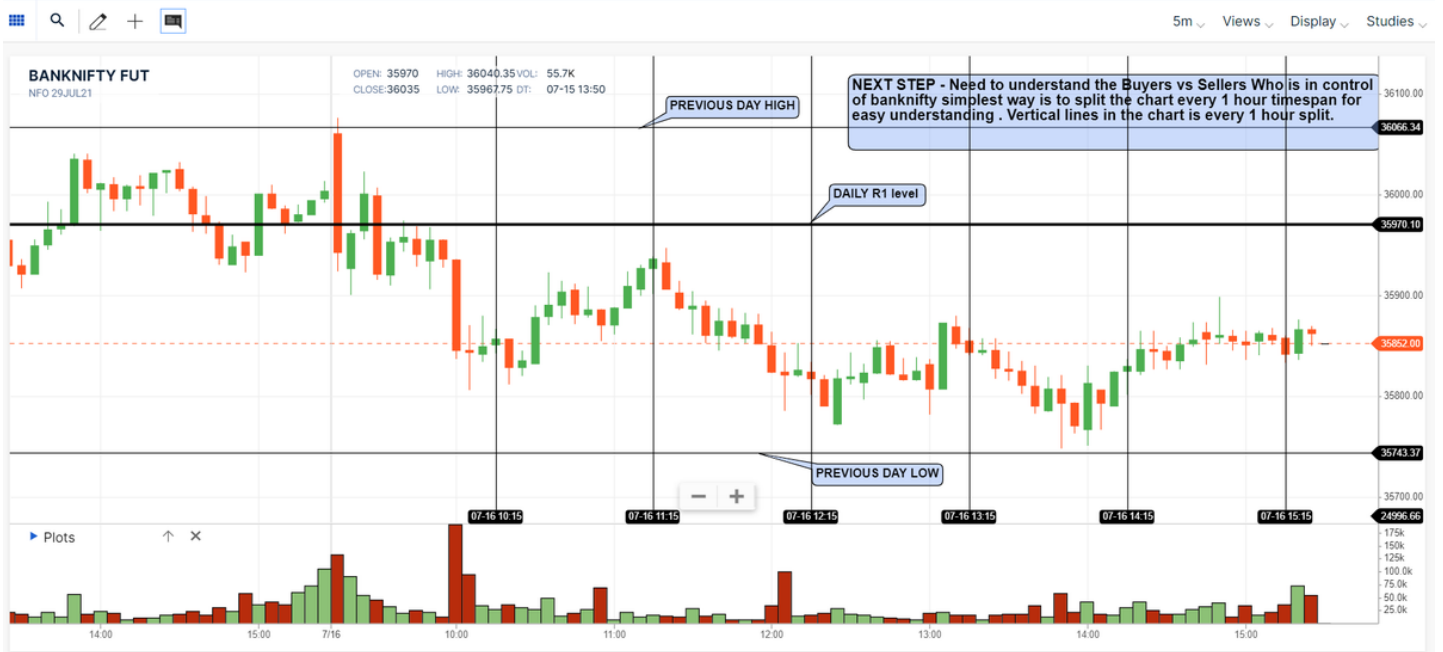 5m Views Display Studies
BANKNIFTY FUT
NFO 29JUL21
OPEN: 35970 HIGH: 36040.35 VOL: 55.7K
CLOSE:36035 LOW: 35967.75 DT: 07-15 13:50
PREVIOUS DAY HIGH
NEXT STEP - Need to understand the Buyers vs Sellers Who is in control
of banknifty simplest way is to split the chart every 1 hour timespan for
easy understanding . Vertical lines in the chart is every 1 hour split.
36100.00
36066.34
DAILY R1 level
36000.00
35970.10
35900.00
35852.00
35800.00
35743.37
PREVIOUS DAY LOW
35700.00
07-16 10:15 07-16 11:15 07-16 12:15 07-16 13:15 07-16 14:15 07-16 15:15
24996.66
Plots
175k
150k
125k
100.0k
75.0k
50.0k
25.0k
14:00 15:00 7/16 10:00 11:00 12:00 13:00 14:00 15:00